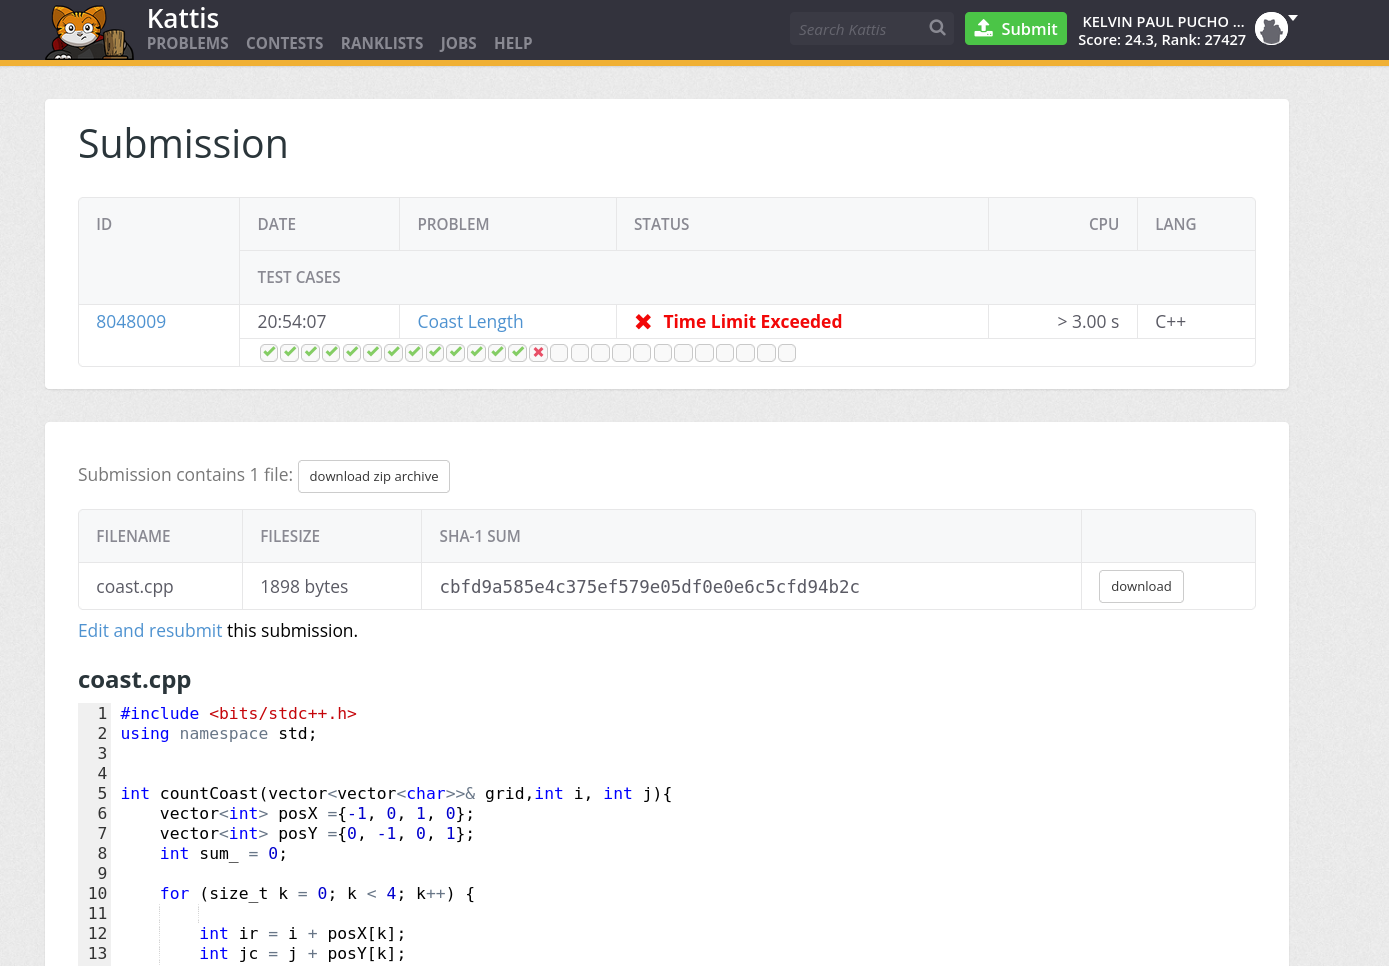 Kattis
PROBLEMS CONTESTS RANKLISTS JOBS HELP
Search Kattis
Submit
KELVIN PAUL PUCHO ...
Score: 24.3, Rank: 27427
Submission
ID DATE PROBLEM STATUS CPU LANG
TEST CASES
8048009 20:54:07 Coast Length Time Limit Exceeded > 3.00 s C++
Submission contains 1 file: download zip archive
FILENAME FILESIZE SHA-1 SUM
coast.cpp 1898 bytes cbfd9a585e4c375ef579e05df0e0e6c5cfd94b2c download
Edit and resubmit this submission.
coast.cpp
1 #include <bits/stdc++.h>
2 using namespace std;
3
4
5 int countCoast(vector<vector<char>>& grid,int i, int j){
6     vector<int> posX ={-1, 0, 1, 0};
7     vector<int> posY ={0, -1, 0, 1};
8     int sum_ = 0;
9
10     for (size_t k = 0; k < 4; k++) {
11
12         int ir = i + posX[k];
13         int jc = j + posY[k];